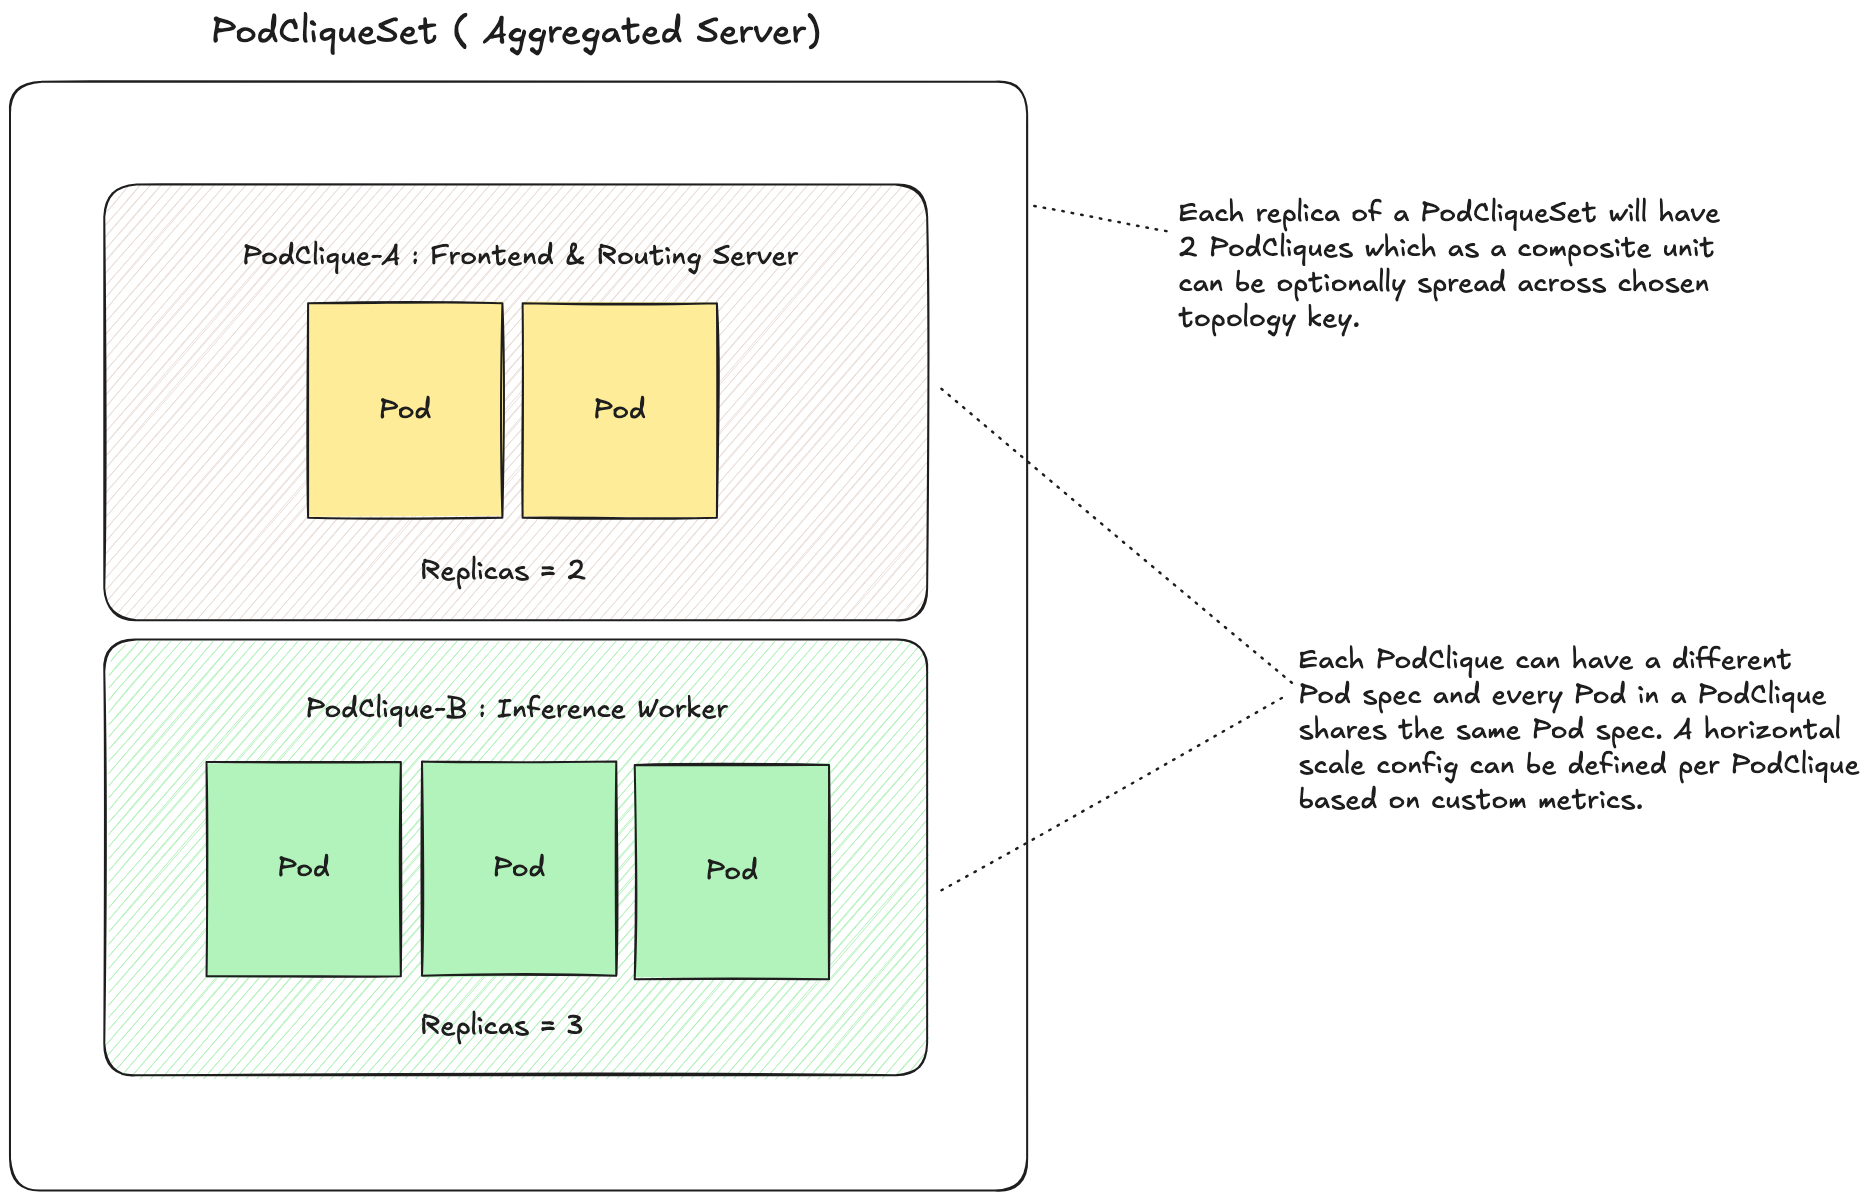 PodCliqueSet ( Aggregated Server)
PodClique-A : Frontend & Routing Server
Pod
Pod
Replicas = 2
PodClique-B : Inference Worker
Pod
Pod
Pod
Replicas = 3
Each replica of a PodCliqueSet will have
2 PodCliques which as a composite unit
can be optionally spread across chosen
topology key.
Each PodClique can have a different
Pod spec and every Pod in a PodClique
shares the same Pod spec. A horizontal
scale config can be defined per PodClique
based on custom metrics.